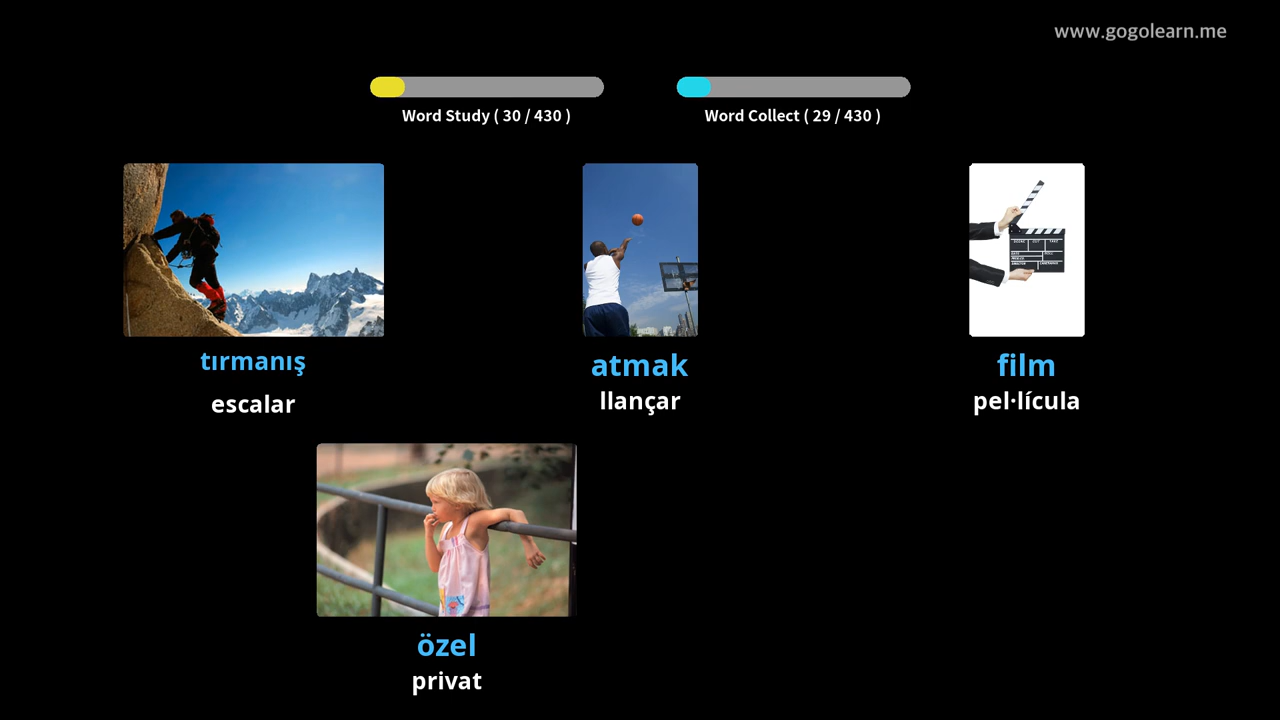 www.gogolearn.me
Word Study ( 30 / 430 )
Word Collect ( 29 / 430 )
tırmanış
escalar
atmak
llançar
film
pel·lícula
özel
privat